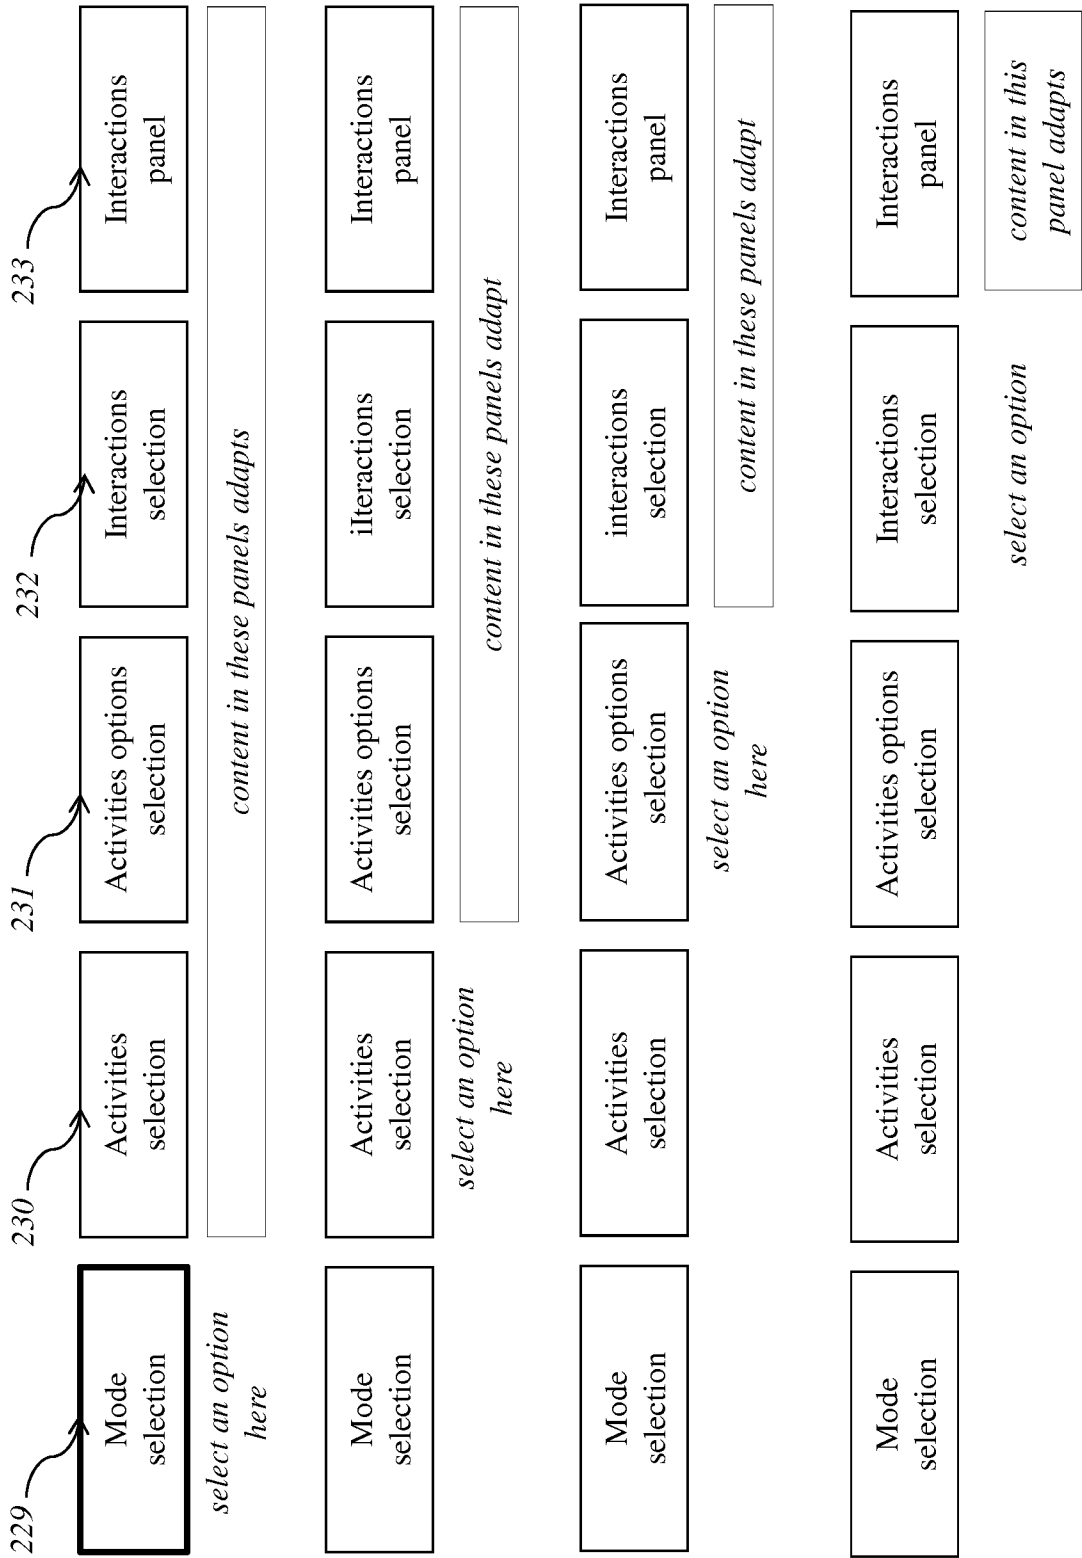 229
230
231
232
233
Mode
selection
Activities
selection
Activities options
selection
Interactions
selection
Interactions
panel
select an option
here
content in these panels adapts
Mode
selection
Activities
selection
Activities options
selection
iIteractions
selection
Interactions
panel
select an option
here
content in these panels adapt
Mode
selection
Activities
selection
Activities options
selection
interactions
selection
Interactions
panel
select an option
here
content in these panels adapt
Mode
selection
Activities
selection
Activities options
selection
Interactions
selection
Interactions
panel
select an option
content in this
panel adapts